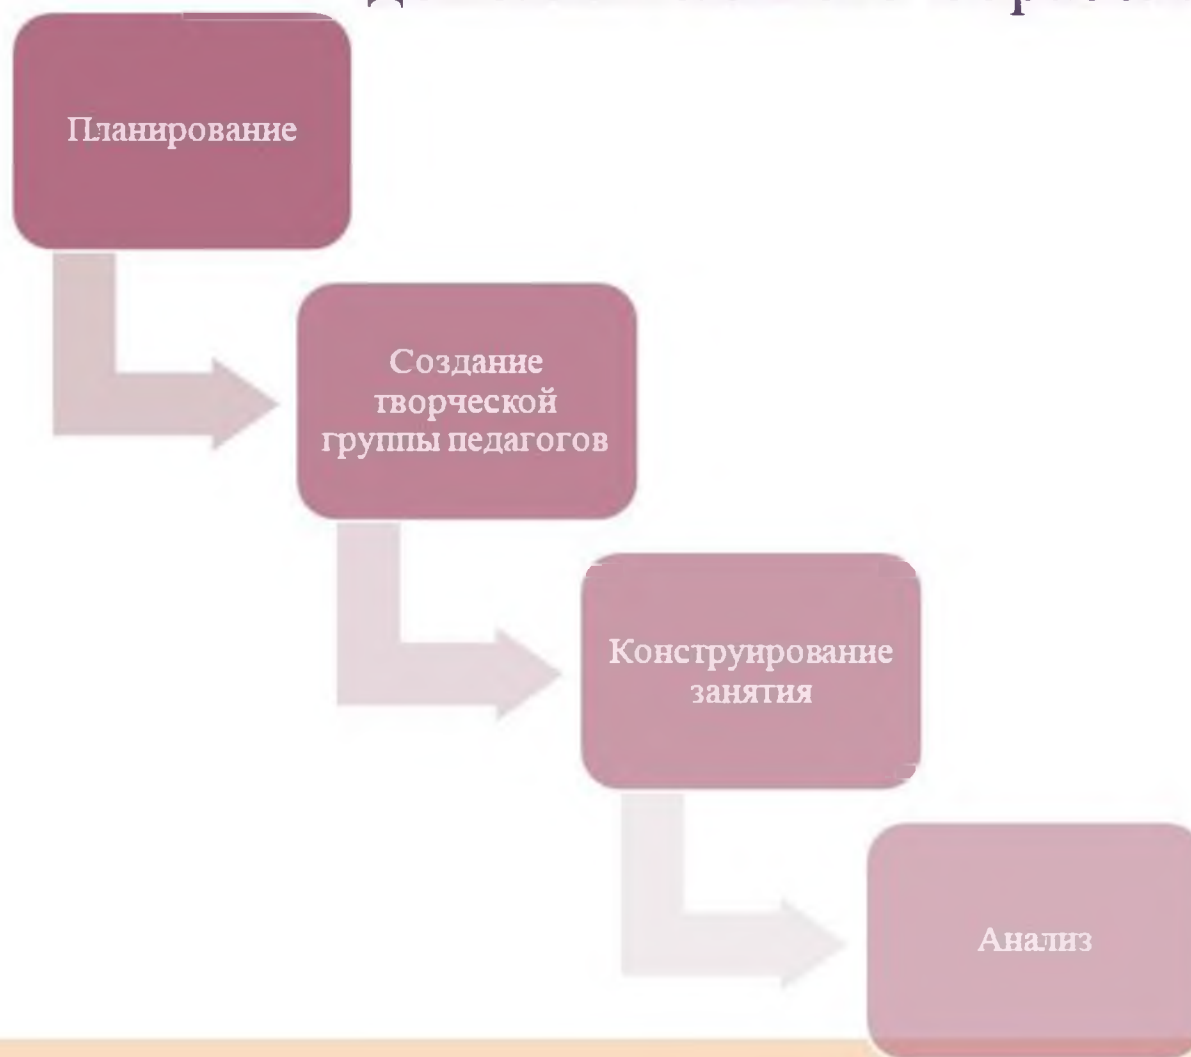 Планирование
Создание
творческой
группы педагогов
Конструирование
занятия
Анализ